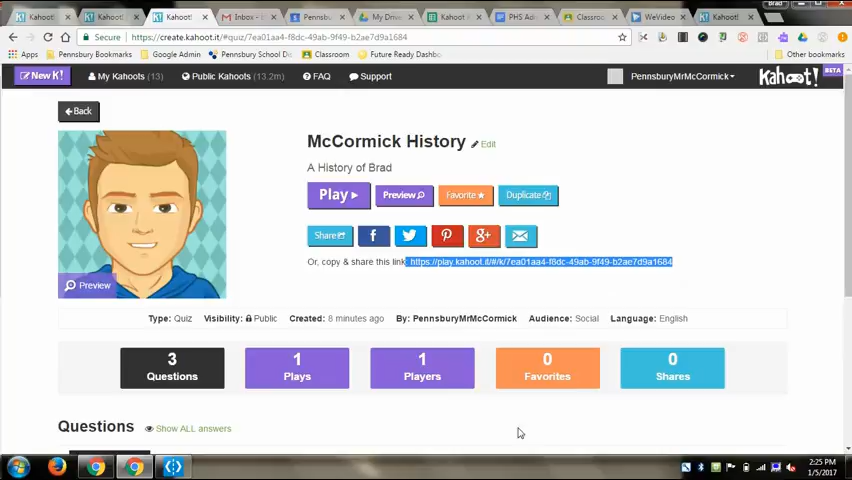 Kahoot!
Kahoot!
Kahoot!
Inbox -
Pennsbu
My Drive
Kahoot
PHS Adm
Classroo
WeVideo
Kahoot!
Brad
Secure
https://create.kahoot.it/#quiz/7ea01aa4-f8dc-49ab-9f49-b2ae7d9a1684
Apps
Pennsbury Bookmarks
Google Admin
Pennsbury School Di
Classroom
Future Ready Dashbo
Other bookmarks
New K!
My Kahoots (13)
Public Kahoots (13.2m)
FAQ
Support
PennsburyMrMcCormick
Kahoot!
BETA
Back
McCormick History
Edit
A History of Brad
Play
Preview
Favorite
Duplicate
Share
Or, copy & share this link: https://play.kahoot.it/#/k/7ea01aa4-f8dc-49ab-9f49-b2ae7d9a1684
Preview
Type: Quiz
Visibility: Public
Created: 8 minutes ago
By: PennsburyMrMcCormick
Audience: Social
Language: English
3
Questions
1
Plays
1
Players
0
Favorites
0
Shares
Questions
Show ALL answers
2:25 PM
1/5/2017